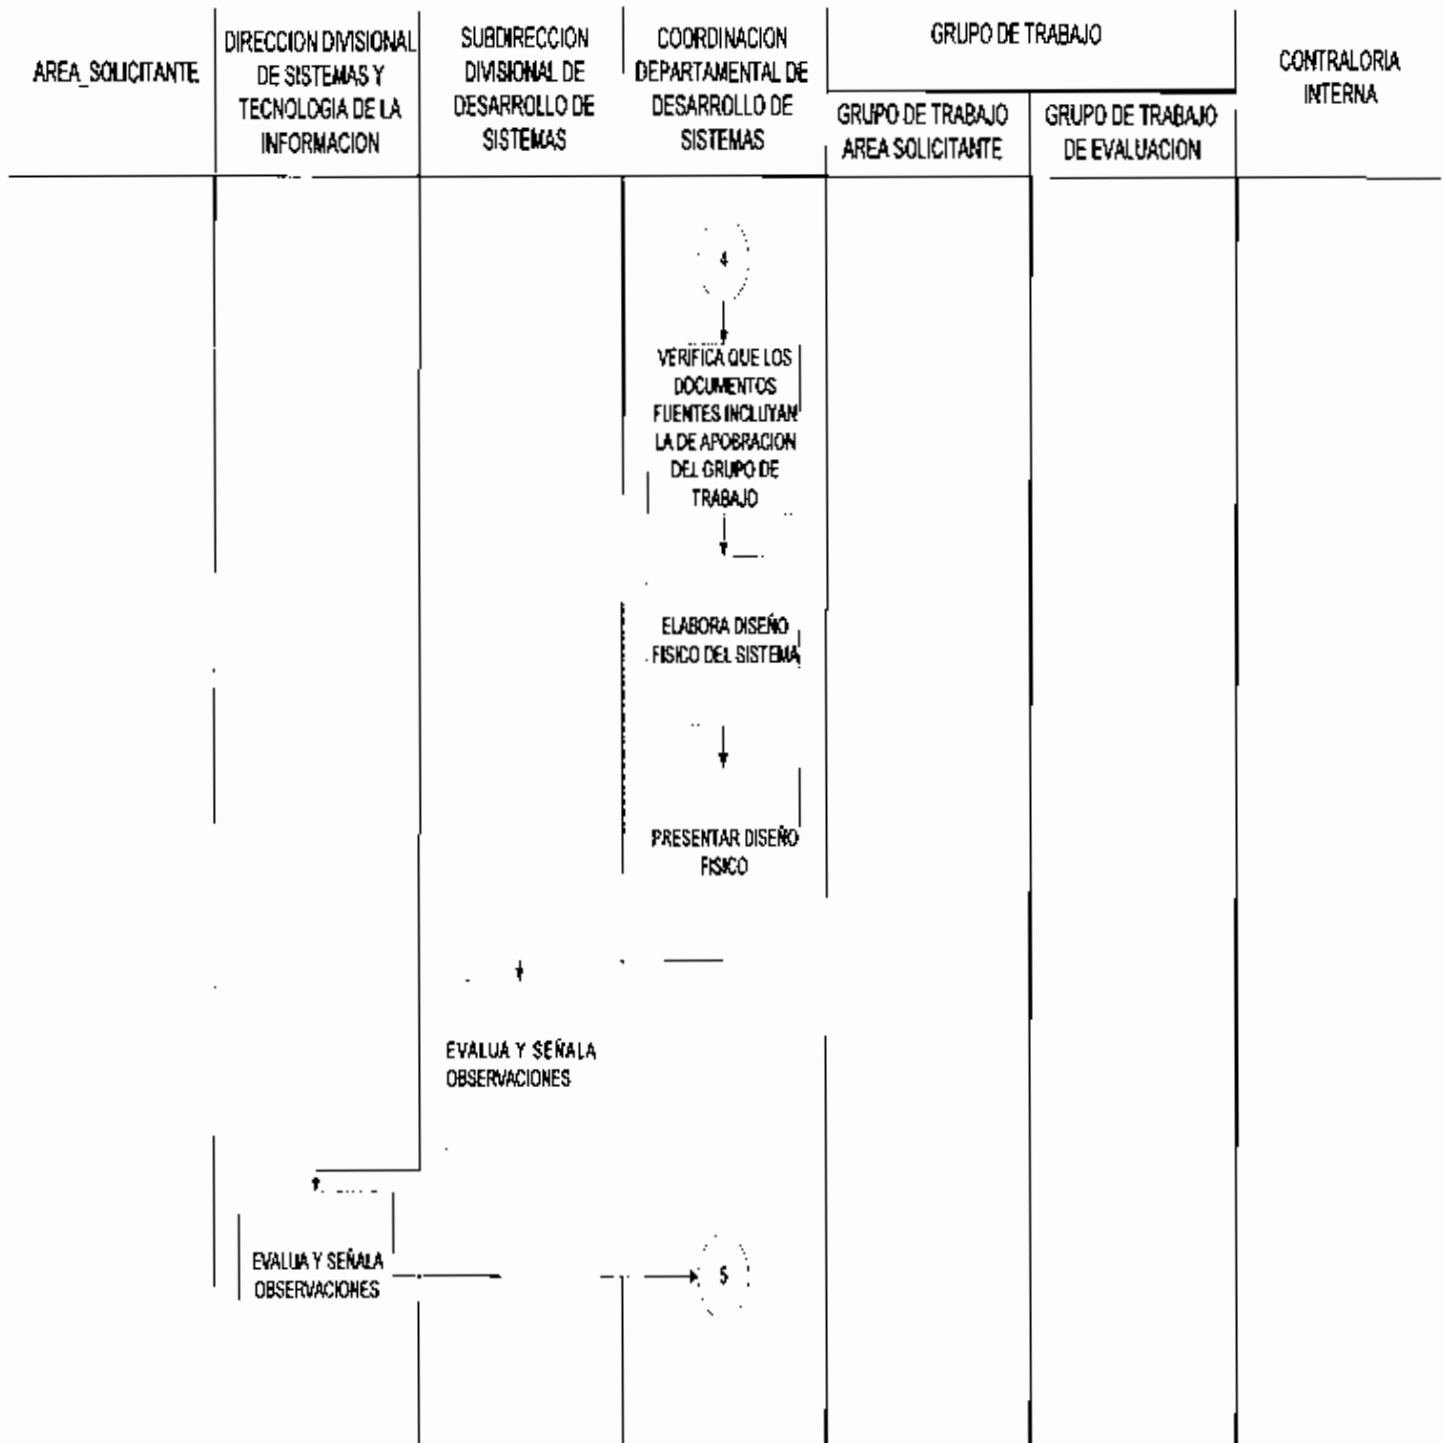 AREA_SOLICITANTE
DIRECCION DIVISIONAL
DE SISTEMAS Y
TECNOLOGIA DE LA
INFORMACION
SUBDIRECCION
DIVISIONAL DE
DESARROLLO DE
SISTEMAS
COORDINACION
DEPARTAMENTAL DE
DESARROLLO DE
SISTEMAS
GRUPO DE TRABAJO
GRUPO DE TRABAJO
AREA SOLICITANTE
GRUPO DE TRABAJO
DE EVALUACION
CONTRALORIA
INTERNA
4
VERIFICA QUE LOS
DOCUMENTOS
FUENTES INCLUYAN
LA DE APOBRACION
DEL GRUPO DE
TRABAJO
ELABORA DISEÑO
FISICO DEL SISTEMA
PRESENTAR DISEÑO
FISICO
EVALUA Y SEÑALA
OBSERVACIONES
EVALUA Y SEÑALA
OBSERVACIONES
5